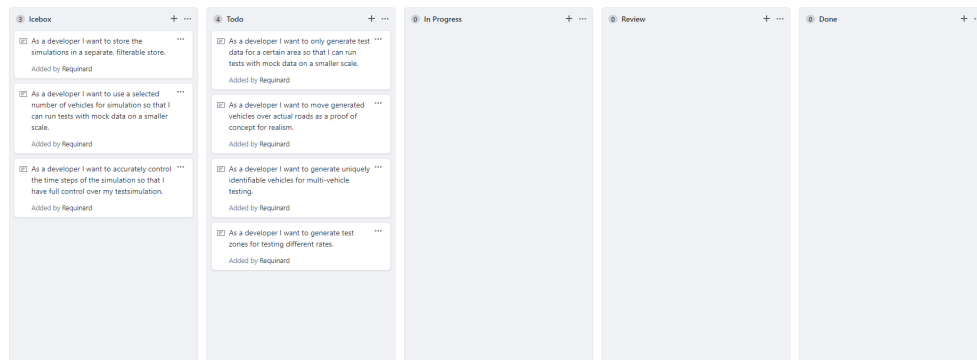 3 Icebox
As a developer I want to store the
simulations in a separate, filterable store.
Added by Requinard
As a developer I want to use a selected
number of vehicles for simulation so that I
can run tests with mock data on a smaller
scale.
Added by Requinard
As a developer I want to accurately control
the time steps of the simulation so that I
have full control over my testsimulation.
Added by Requinard
4 Todo
As a developer I want to only generate test
data for a certain area so that I can run
tests with mock data on a smaller scale.
Added by Requinard
As a developer I want to move generated
vehicles over actual roads as a proof of
concept for realism.
Added by Requinard
As a developer I want to generate uniquely
identifiable vehicles for multi-vehicle
testing.
Added by Requinard
As a developer I want to generate test
zones for testing different rates.
Added by Requinard
0 In Progress
0 Review
0 Done